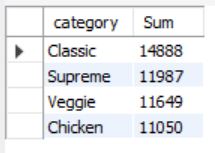 category Sum
Classic 14888
Supreme 11987
Veggie 11649
Chicken 11050